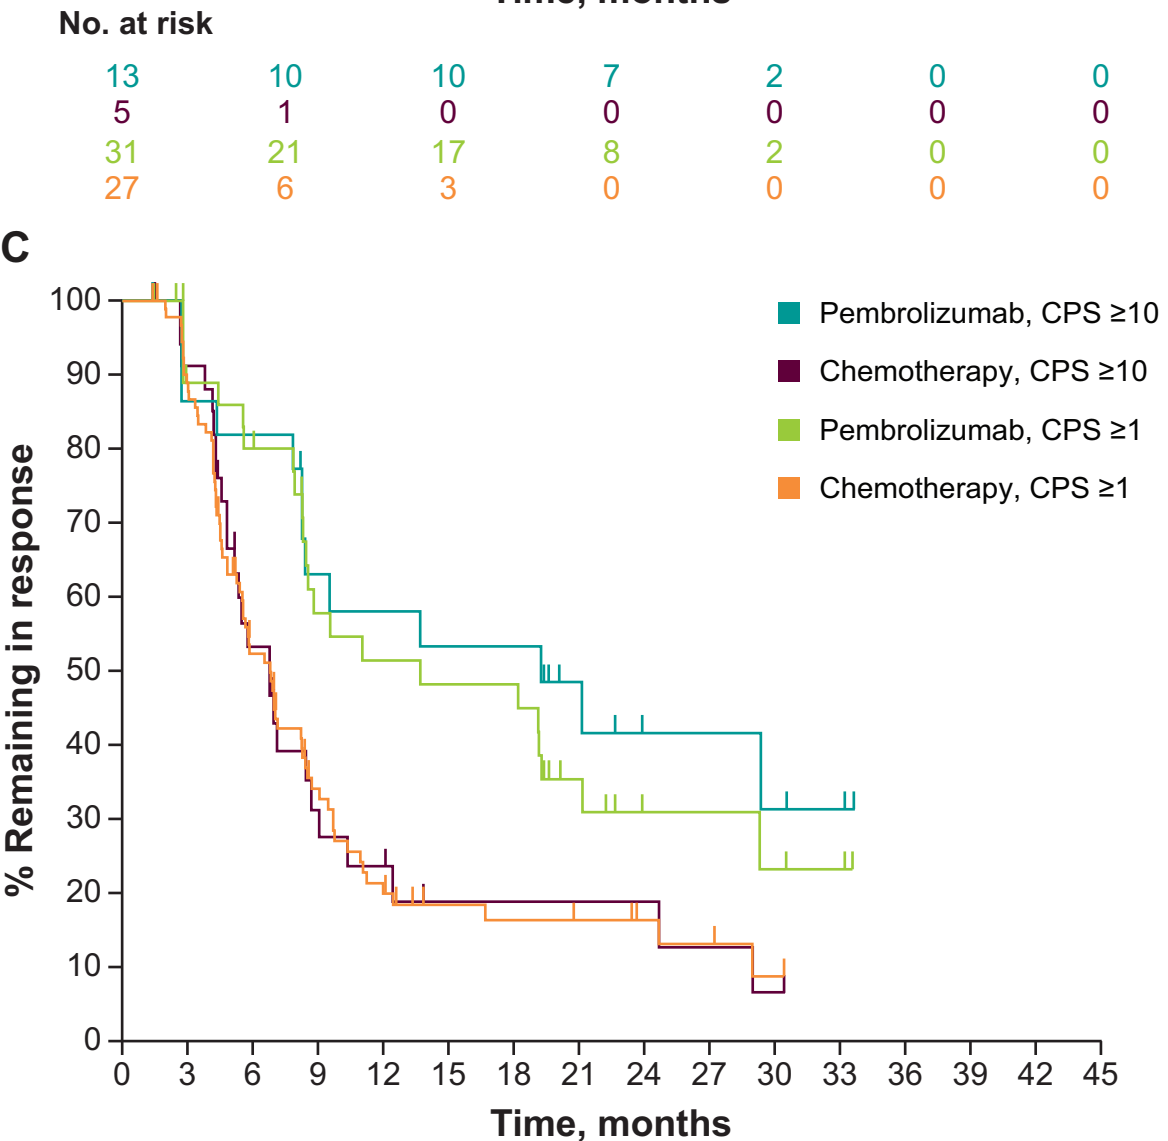 Time, months
No. at risk
13 10 10 7 2 0 0
5 1 0 0 0 0 0
31 21 17 8 2 0 0
27 6 3 0 0 0 0
C
% Remaining in response
100
90
80
70
60
50
40
30
20
10
0
Pembrolizumab, CPS ≥10
Chemotherapy, CPS ≥10
Pembrolizumab, CPS ≥1
Chemotherapy, CPS ≥1
0 3 6 9 12 15 18 21 24 27 30 33 36 39 42 45
Time, months